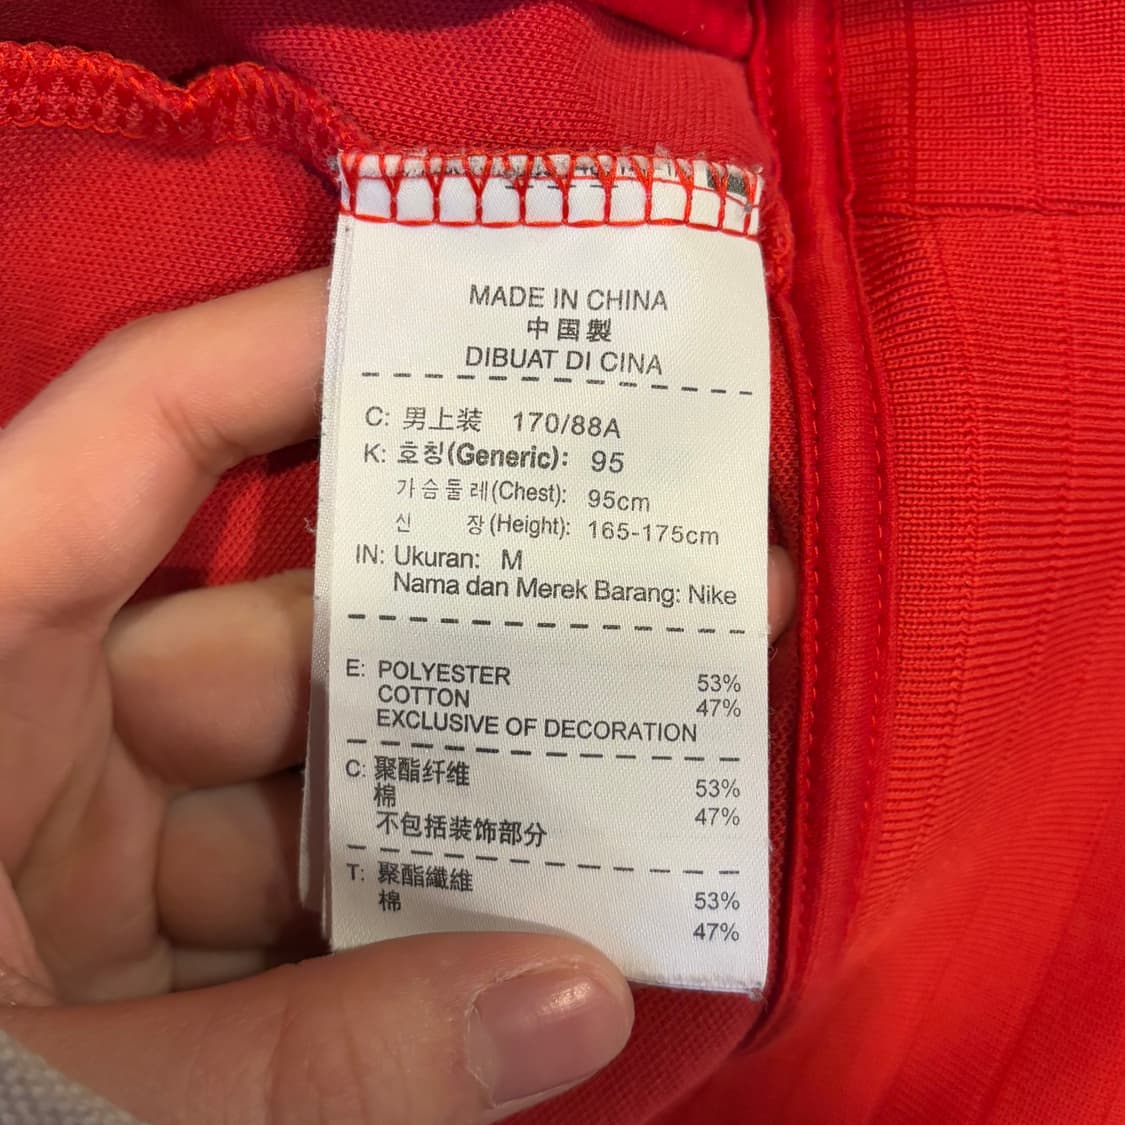 MADE IN CHINA
中国製
DIBUAT DI CINA
C: 男上装 170/88A
K: 호칭(Generic): 95
가슴둘레(Chest): 95cm
신 장(Height): 165-175cm
IN: Ukuran: M
Nama dan Merek Barang: Nike
E: POLYESTER 53%
COTTON 47%
EXCLUSIVE OF DECORATION
C: 聚酯纤维 53%
棉 47%
不包括装饰部分
T: 聚酯纖維 53%
棉 47%